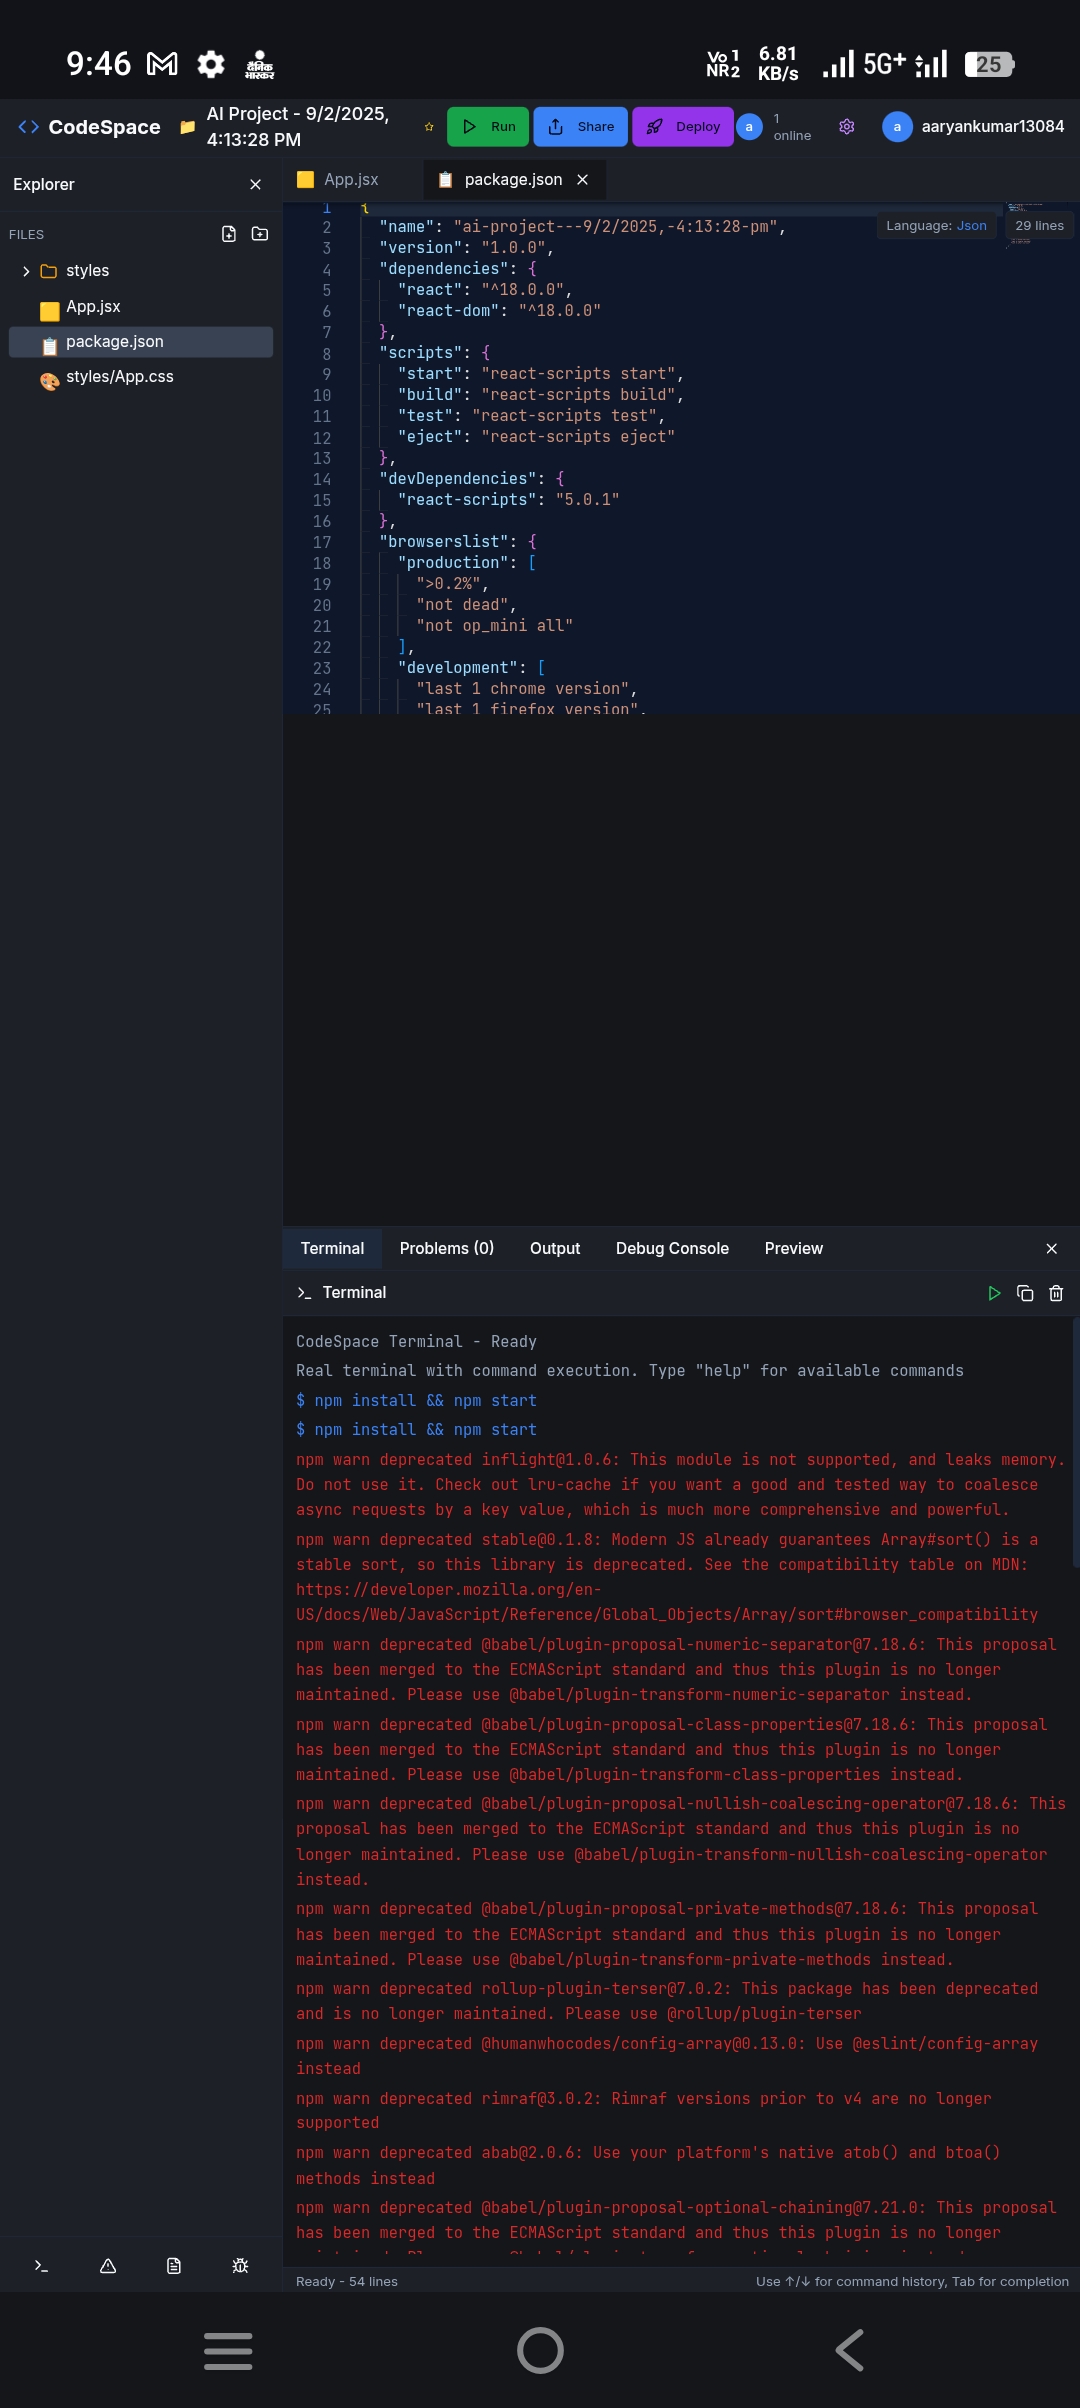 9:46
दैनिक
भास्कर
Vo 1
NR 2
6.81
KB/s
5G+
25
CodeSpace
AI Project - 9/2/2025,
4:13:28 PM
Run
Share
Deploy
a
1
online
a
aaryankumar13084
Explorer
FILES
styles
App.jsx
package.json
styles/App.css
App.jsx
package.json
Language: Json
29 lines
1 {
2 "name": "ai-project---9/2/2025,-4:13:28-pm",
3 "version": "1.0.0",
4 "dependencies": {
5 "react": "^18.0.0",
6 "react-dom": "^18.0.0"
7 },
8 "scripts": {
9 "start": "react-scripts start",
10 "build": "react-scripts build",
11 "test": "react-scripts test",
12 "eject": "react-scripts eject"
13 },
14 "devDependencies": {
15 "react-scripts": "5.0.1"
16 },
17 "browserslist": {
18 "production": [
19 ">0.2%",
20 "not dead",
21 "not op_mini all"
22 ],
23 "development": [
24 "last 1 chrome version",
25 "last 1 firefox version",
Terminal
Problems (0)
Output
Debug Console
Preview
Terminal
CodeSpace Terminal - Ready
Real terminal with command execution. Type "help" for available commands
$ npm install && npm start
$ npm install && npm start
npm warn deprecated inflight@1.0.6: This module is not supported, and leaks memory.
Do not use it. Check out lru-cache if you want a good and tested way to coalesce
async requests by a key value, which is much more comprehensive and powerful.
npm warn deprecated stable@0.1.8: Modern JS already guarantees Array#sort() is a
stable sort, so this library is deprecated. See the compatibility table on MDN:
https://developer.mozilla.org/en-
US/docs/Web/JavaScript/Reference/Global_Objects/Array/sort#browser_compatibility
npm warn deprecated @babel/plugin-proposal-numeric-separator@7.18.6: This proposal
has been merged to the ECMAScript standard and thus this plugin is no longer
maintained. Please use @babel/plugin-transform-numeric-separator instead.
npm warn deprecated @babel/plugin-proposal-class-properties@7.18.6: This proposal
has been merged to the ECMAScript standard and thus this plugin is no longer
maintained. Please use @babel/plugin-transform-class-properties instead.
npm warn deprecated @babel/plugin-proposal-nullish-coalescing-operator@7.18.6: This
proposal has been merged to the ECMAScript standard and thus this plugin is no
longer maintained. Please use @babel/plugin-transform-nullish-coalescing-operator
instead.
npm warn deprecated @babel/plugin-proposal-private-methods@7.18.6: This proposal
has been merged to the ECMAScript standard and thus this plugin is no longer
maintained. Please use @babel/plugin-transform-private-methods instead.
npm warn deprecated rollup-plugin-terser@7.0.2: This package has been deprecated
and is no longer maintained. Please use @rollup/plugin-terser
npm warn deprecated @humanwhocodes/config-array@0.13.0: Use @eslint/config-array
instead
npm warn deprecated rimraf@3.0.2: Rimraf versions prior to v4 are no longer
supported
npm warn deprecated abab@2.0.6: Use your platform's native atob() and btoa()
methods instead
npm warn deprecated @babel/plugin-proposal-optional-chaining@7.21.0: This proposal
has been merged to the ECMAScript standard and thus this plugin is no longer
Ready - 54 lines
Use ↑/↓ for command history, Tab for completion